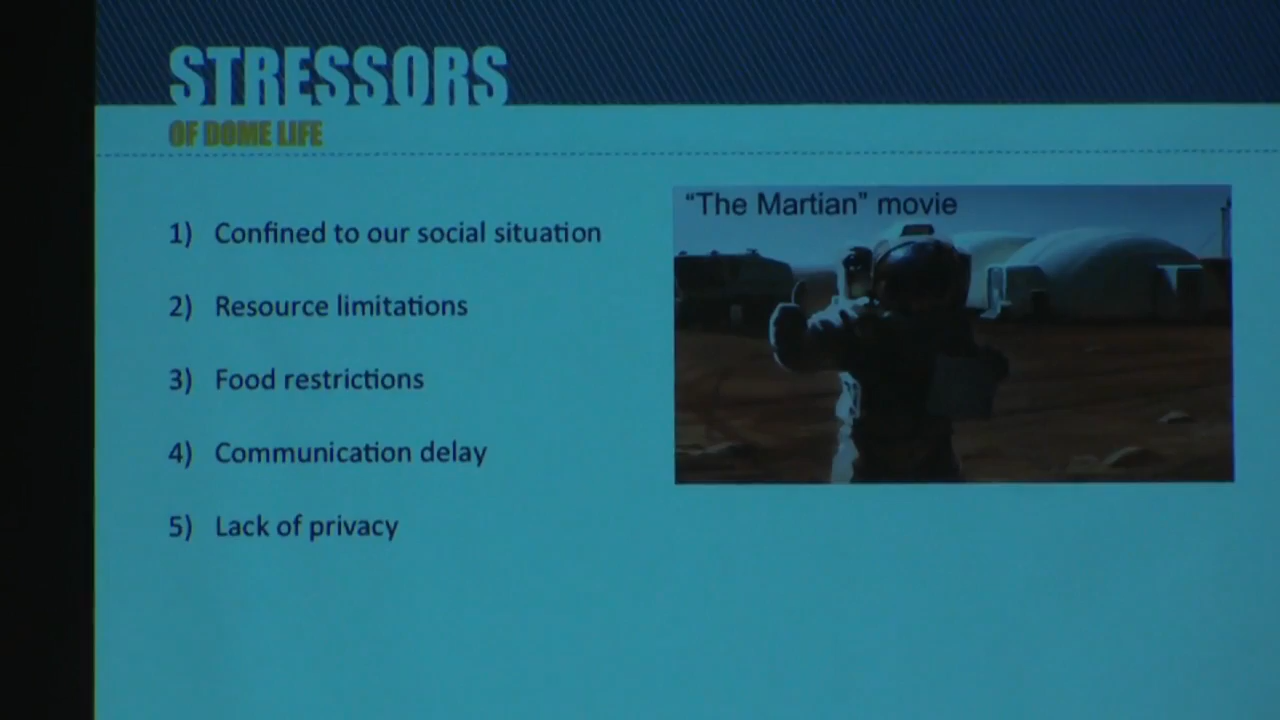 STRESSORS
OF DOME LIFE
1) Confined to our social situation
2) Resource limitations
3) Food restrictions
4) Communication delay
5) Lack of privacy
“The Martian” movie